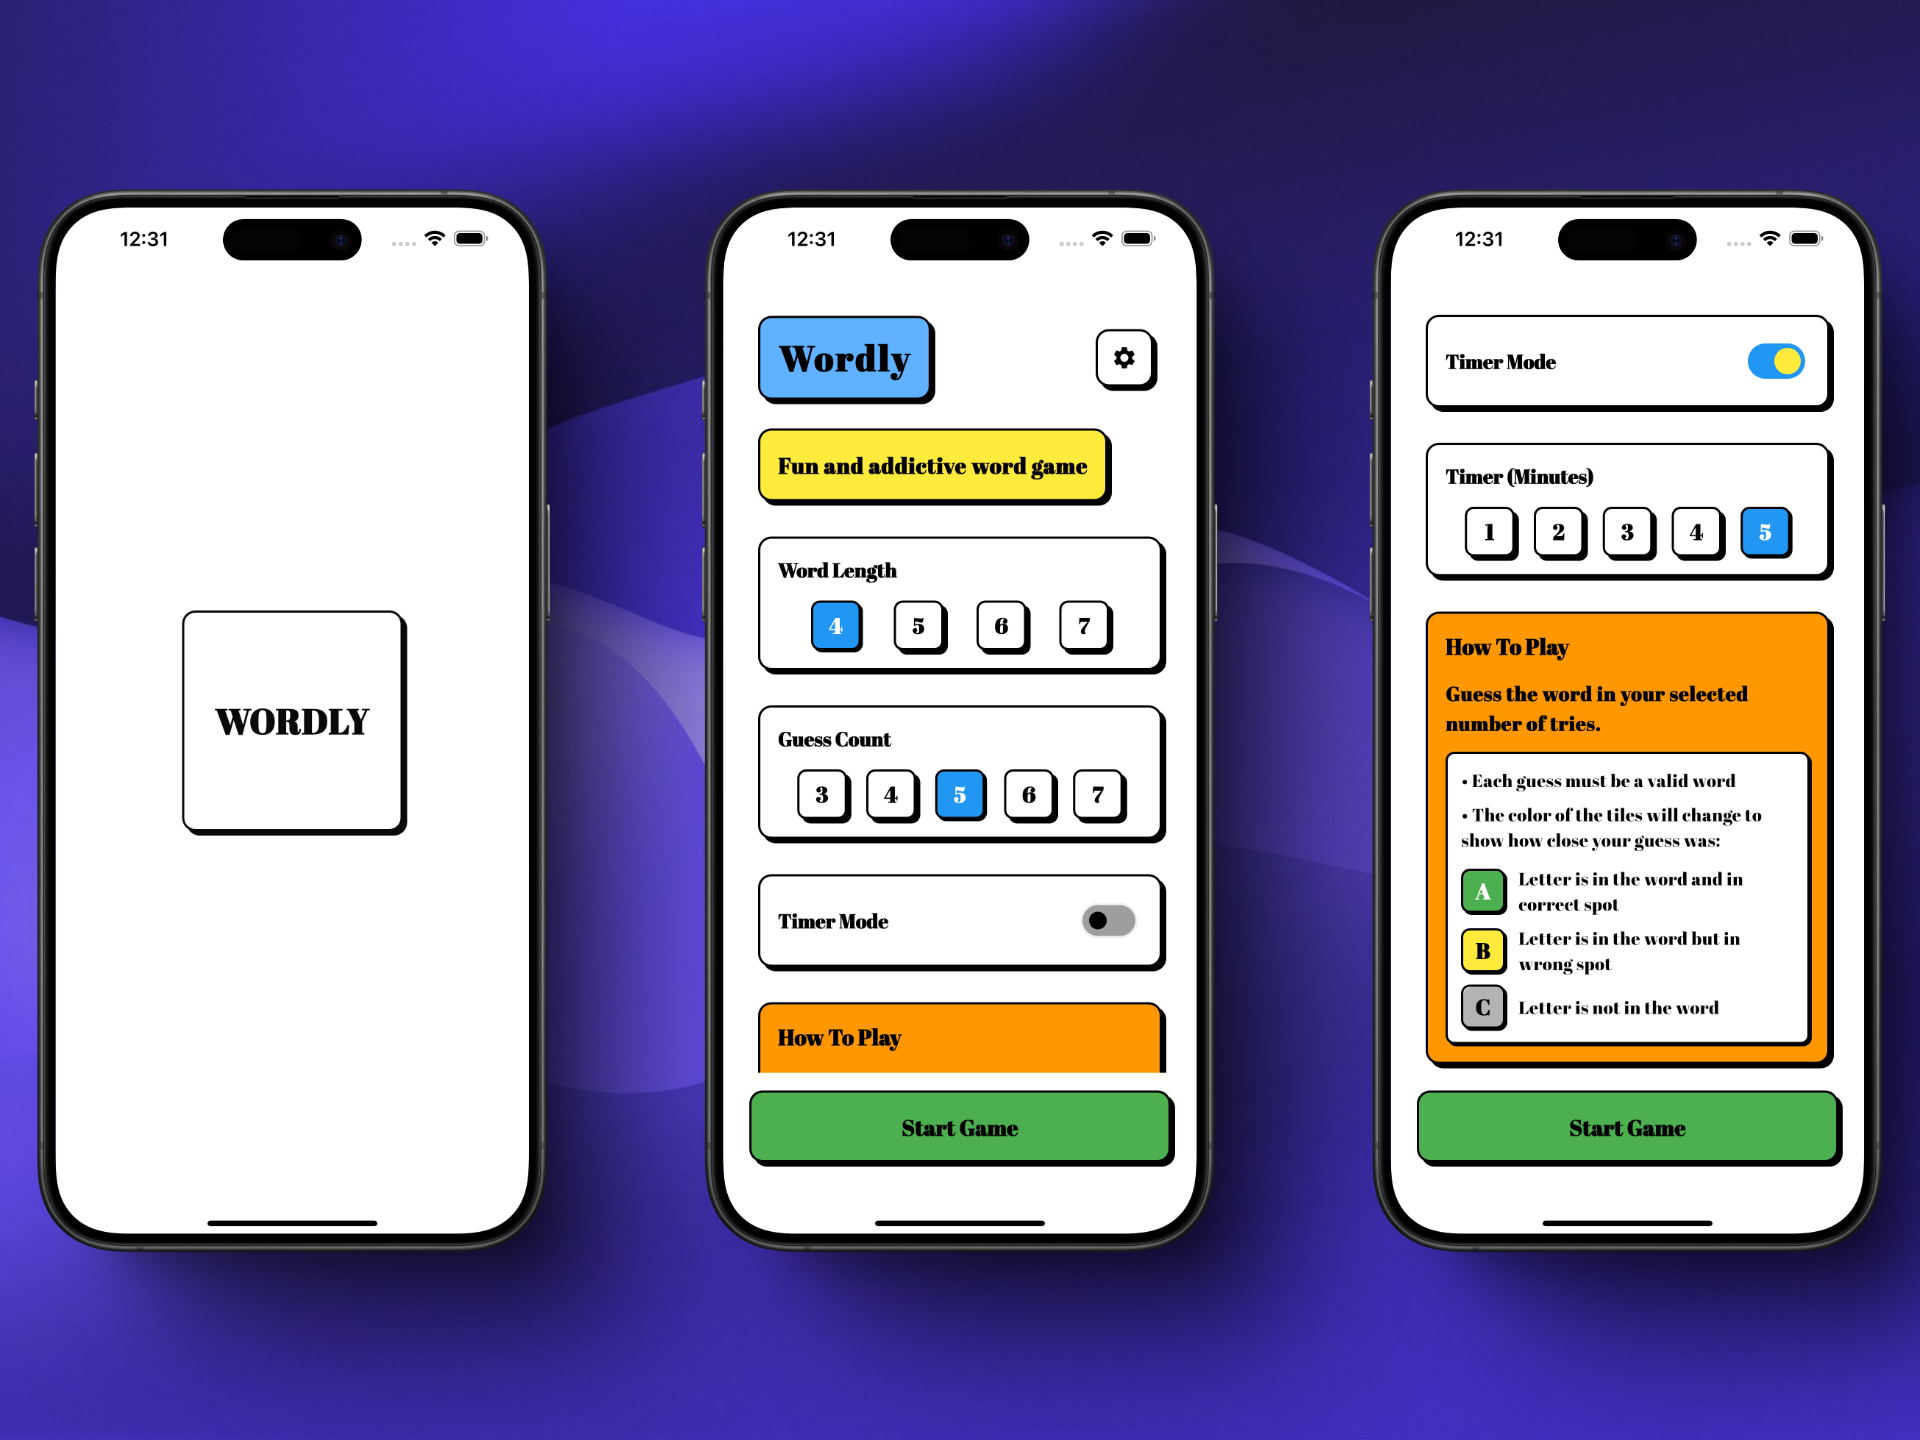 12:31
WORDLY
12:31
Wordly
Fun and addictive word game
Word Length
4 5 6 7
Guess Count
3 4 5 6 7
Timer Mode
How To Play
Start Game
12:31
Timer Mode
Timer (Minutes)
1 2 3 4 5
How To Play
Guess the word in your selected
number of tries.
• Each guess must be a valid word
• The color of the tiles will change to
show how close your guess was:
A Letter is in the word and in
correct spot
B Letter is in the word but in
wrong spot
C Letter is not in the word
Start Game